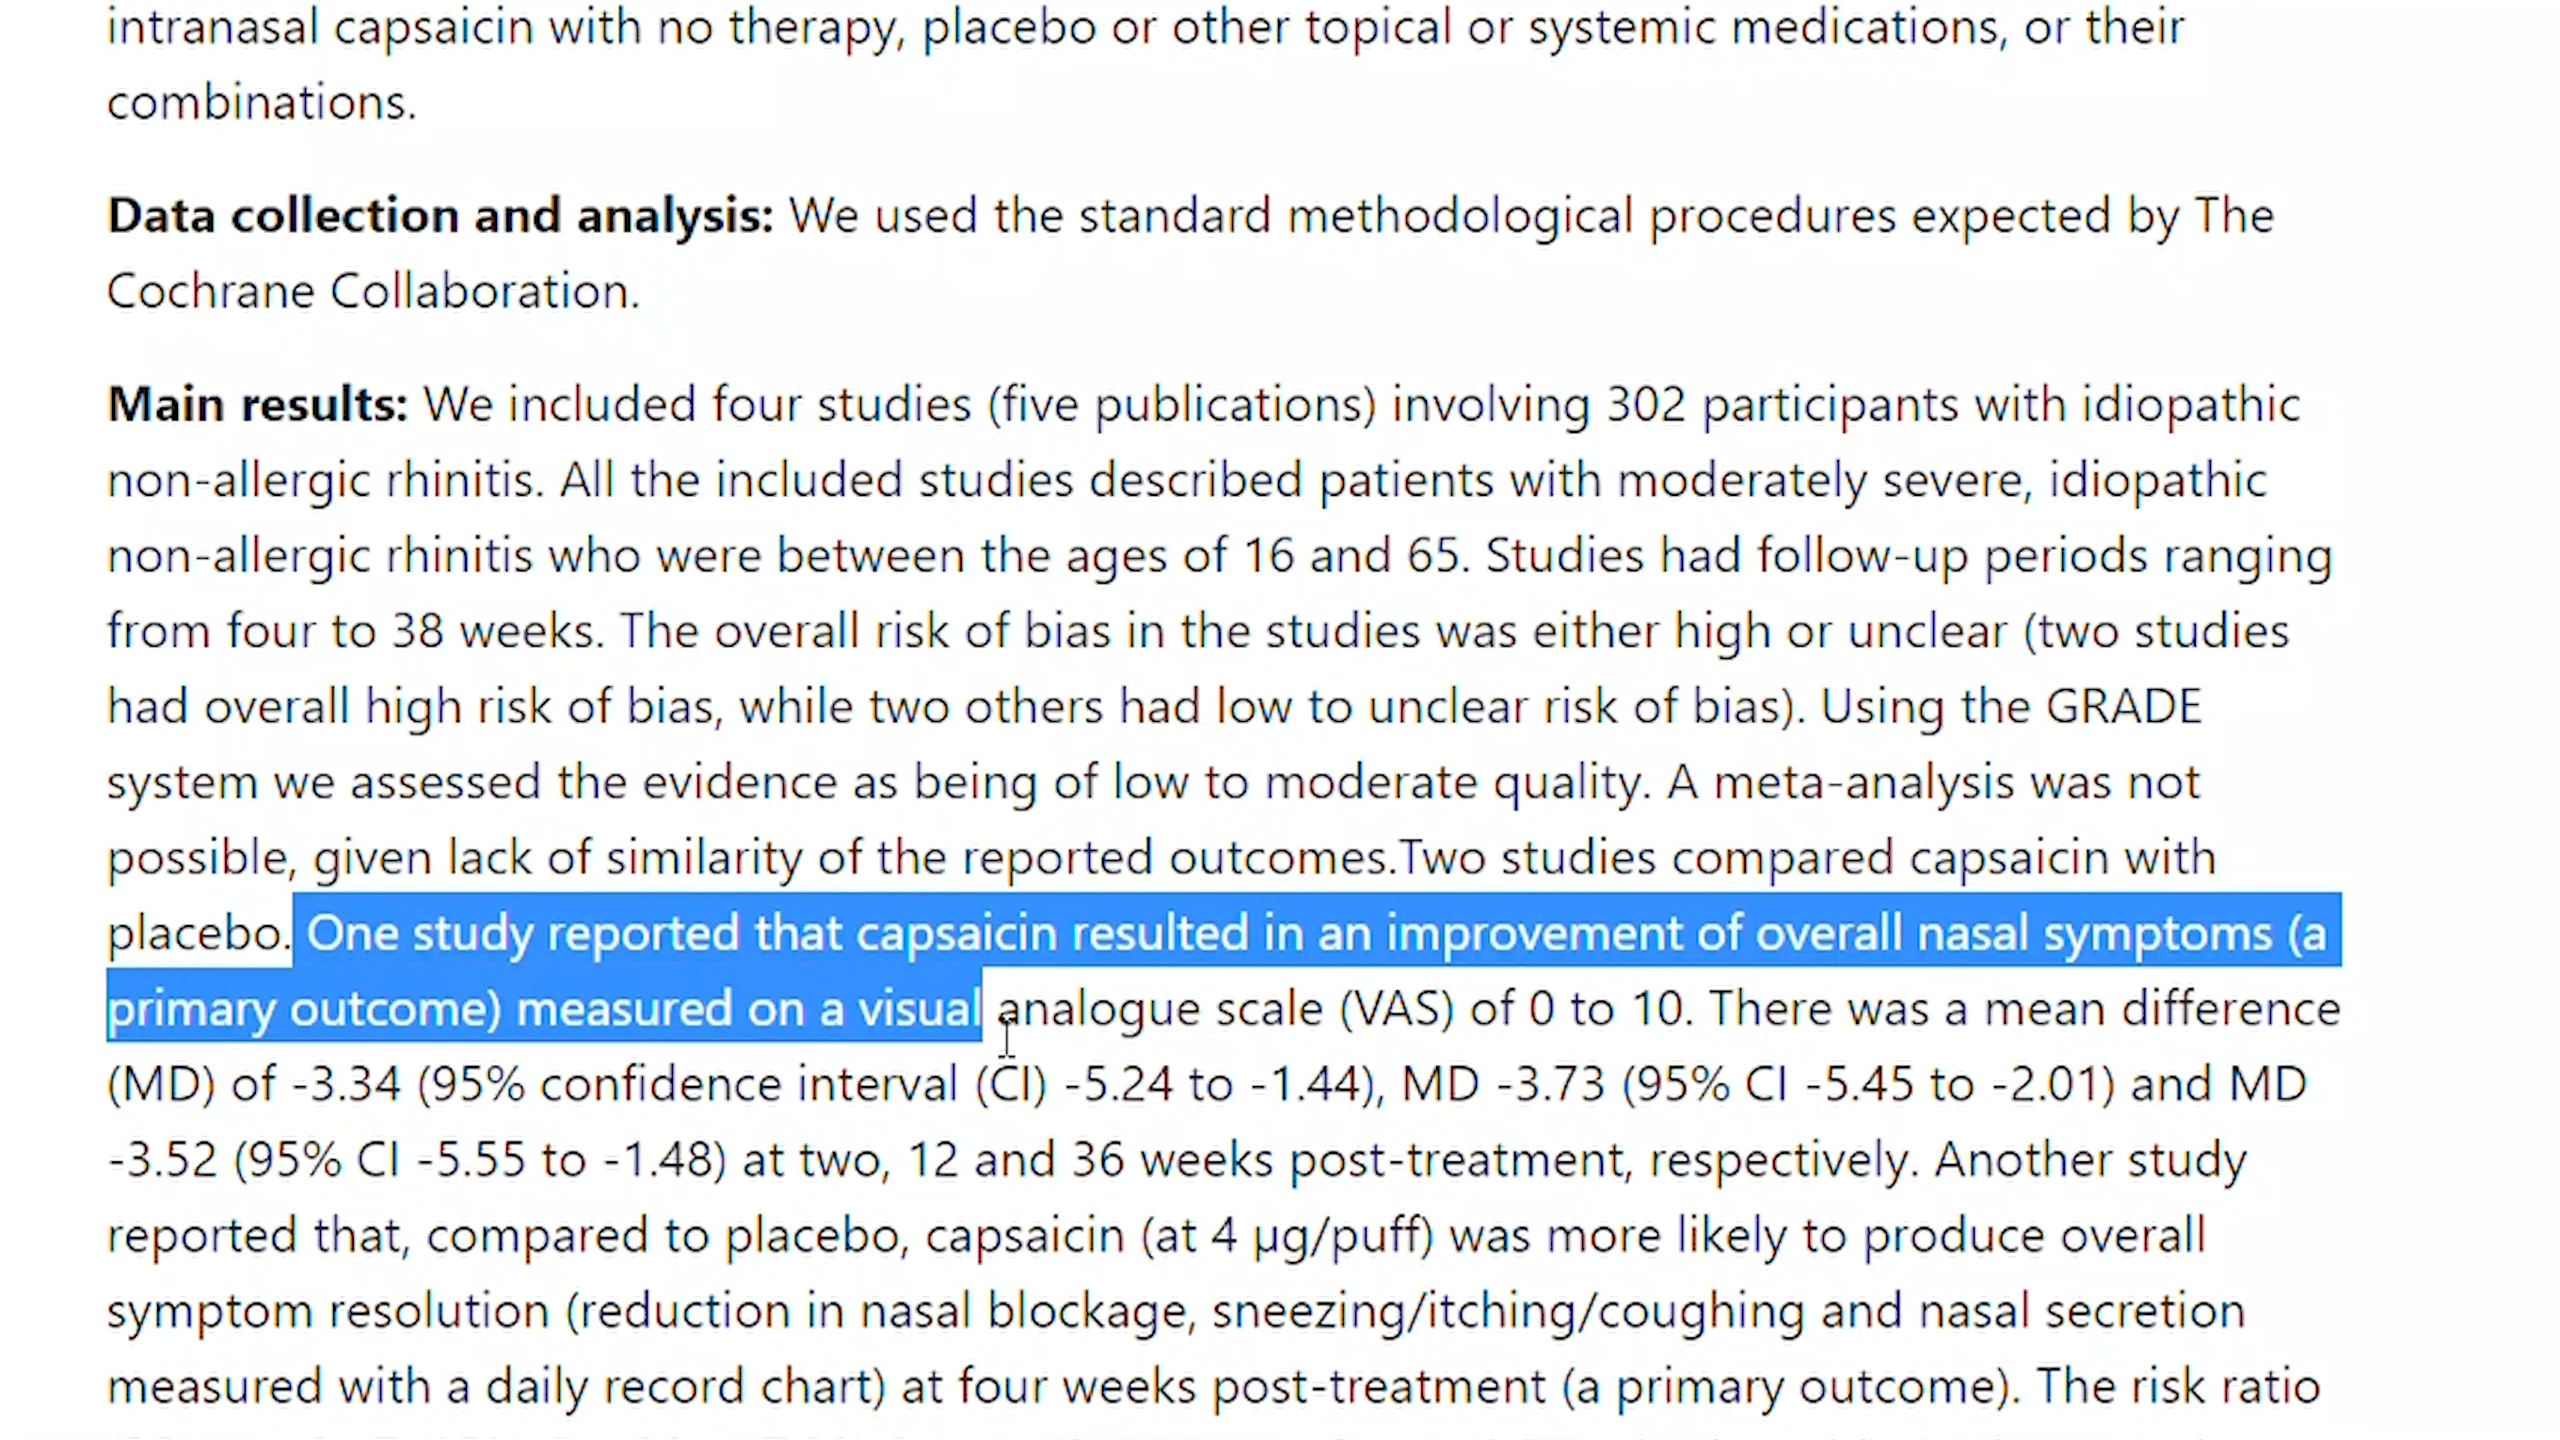 intranasal capsaicin with no therapy, placebo or other topical or systemic medications, or their
combinations.
Data collection and analysis: We used the standard methodological procedures expected by The
Cochrane Collaboration.
Main results: We included four studies (five publications) involving 302 participants with idiopathic
non-allergic rhinitis. All the included studies described patients with moderately severe, idiopathic
non-allergic rhinitis who were between the ages of 16 and 65. Studies had follow-up periods ranging
from four to 38 weeks. The overall risk of bias in the studies was either high or unclear (two studies
had overall high risk of bias, while two others had low to unclear risk of bias). Using the GRADE
system we assessed the evidence as being of low to moderate quality. A meta-analysis was not
possible, given lack of similarity of the reported outcomes.Two studies compared capsaicin with
placebo. One study reported that capsaicin resulted in an improvement of overall nasal symptoms (a
primary outcome) measured on a visual analogue scale (VAS) of 0 to 10. There was a mean difference
(MD) of -3.34 (95% confidence interval (CI) -5.24 to -1.44), MD -3.73 (95% CI -5.45 to -2.01) and MD
-3.52 (95% CI -5.55 to -1.48) at two, 12 and 36 weeks post-treatment, respectively. Another study
reported that, compared to placebo, capsaicin (at 4 µg/puff) was more likely to produce overall
symptom resolution (reduction in nasal blockage, sneezing/itching/coughing and nasal secretion
measured with a daily record chart) at four weeks post-treatment (a primary outcome). The risk ratio